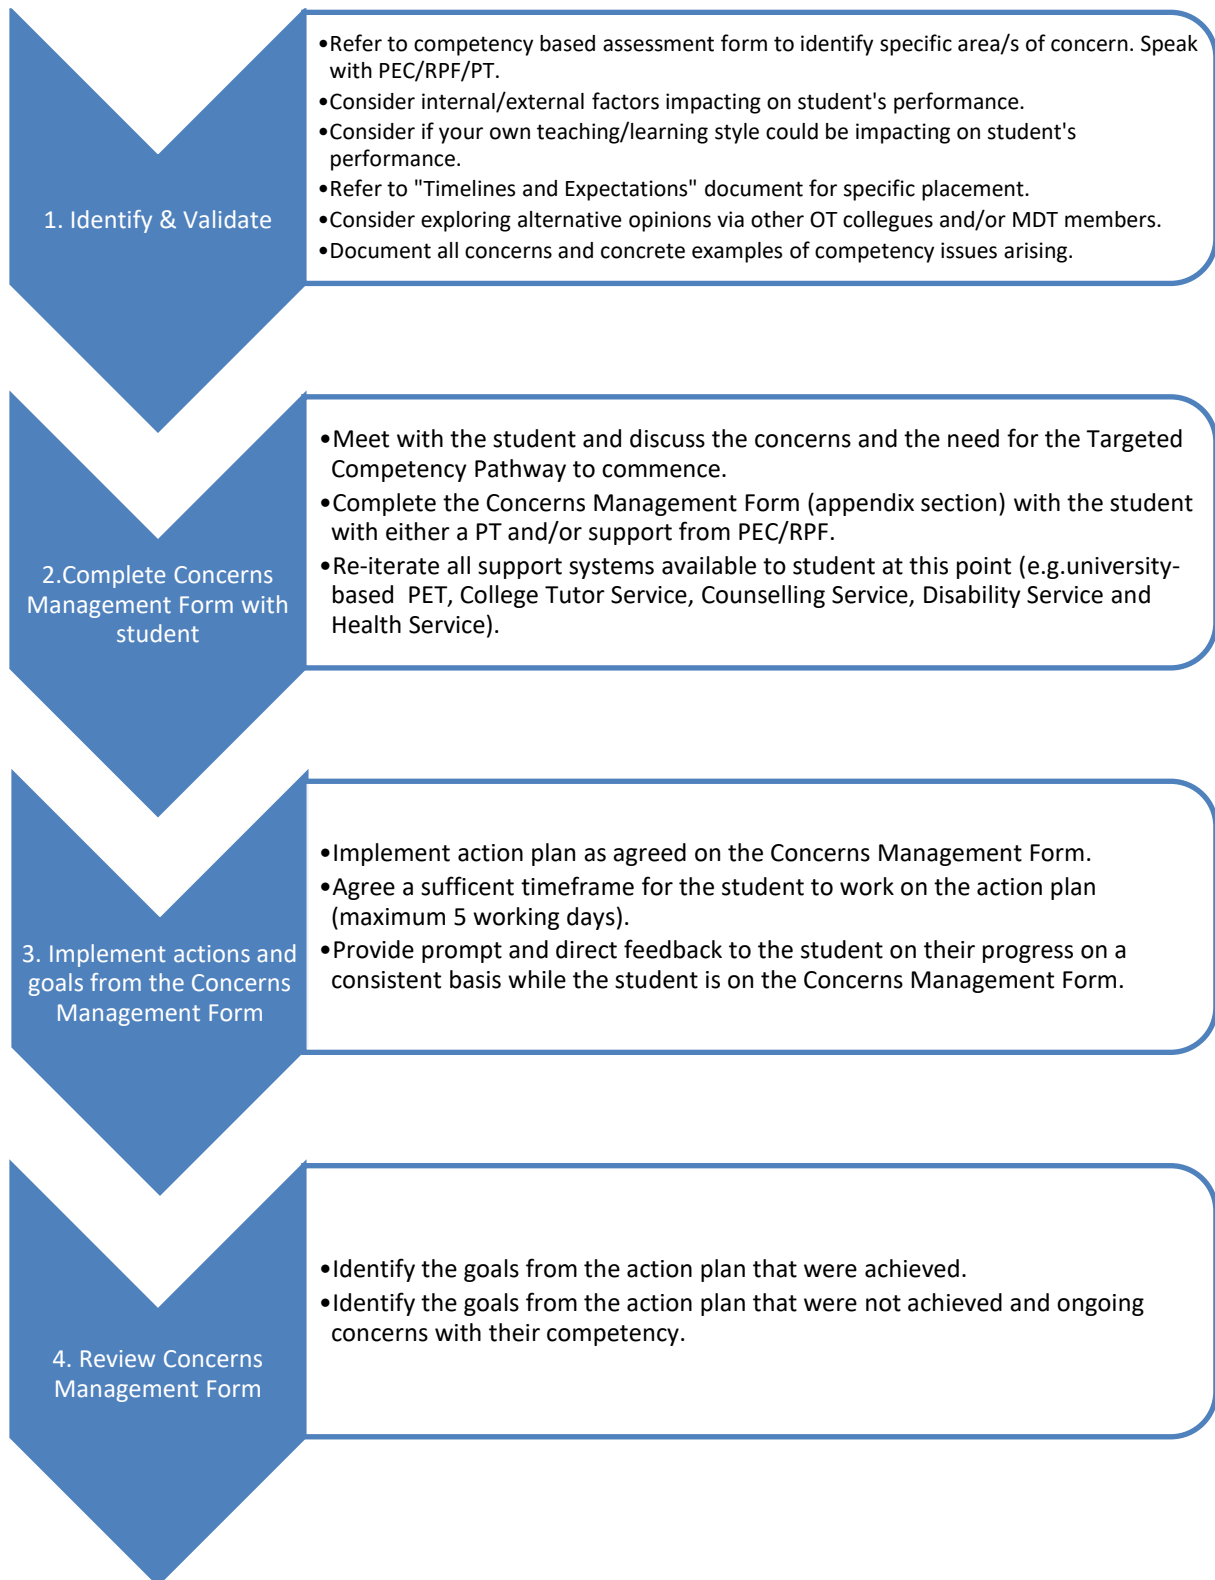 1. Identify & Validate
•Refer to competency based assessment form to identify specific area/s of concern. Speak
with PEC/RPF/PT.
•Consider internal/external factors impacting on student's performance.
•Consider if your own teaching/learning style could be impacting on student's
performance.
•Refer to "Timelines and Expectations" document for specific placement.
•Consider exploring alternative opinions via other OT collegues and/or MDT members.
•Document all concerns and concrete examples of competency issues arising.
2.Complete Concerns
Management Form with
student
•Meet with the student and discuss the concerns and the need for the Targeted
Competency Pathway to commence.
•Complete the Concerns Management Form (appendix section) with the student
with either a PT and/or support from PEC/RPF.
•Re-iterate all support systems available to student at this point (e.g.university-
based  PET, College Tutor Service, Counselling Service, Disability Service and
Health Service).
3. Implement actions and
goals from the Concerns
Management Form
•Implement action plan as agreed on the Concerns Management Form.
•Agree a sufficent timeframe for the student to work on the action plan
(maximum 5 working days).
•Provide prompt and direct feedback to the student on their progress on a
consistent basis while the student is on the Concerns Management Form.
4. Review Concerns
Management Form
•Identify the goals from the action plan that were achieved.
•Identify the goals from the action plan that were not achieved and ongoing
concerns with their competency.